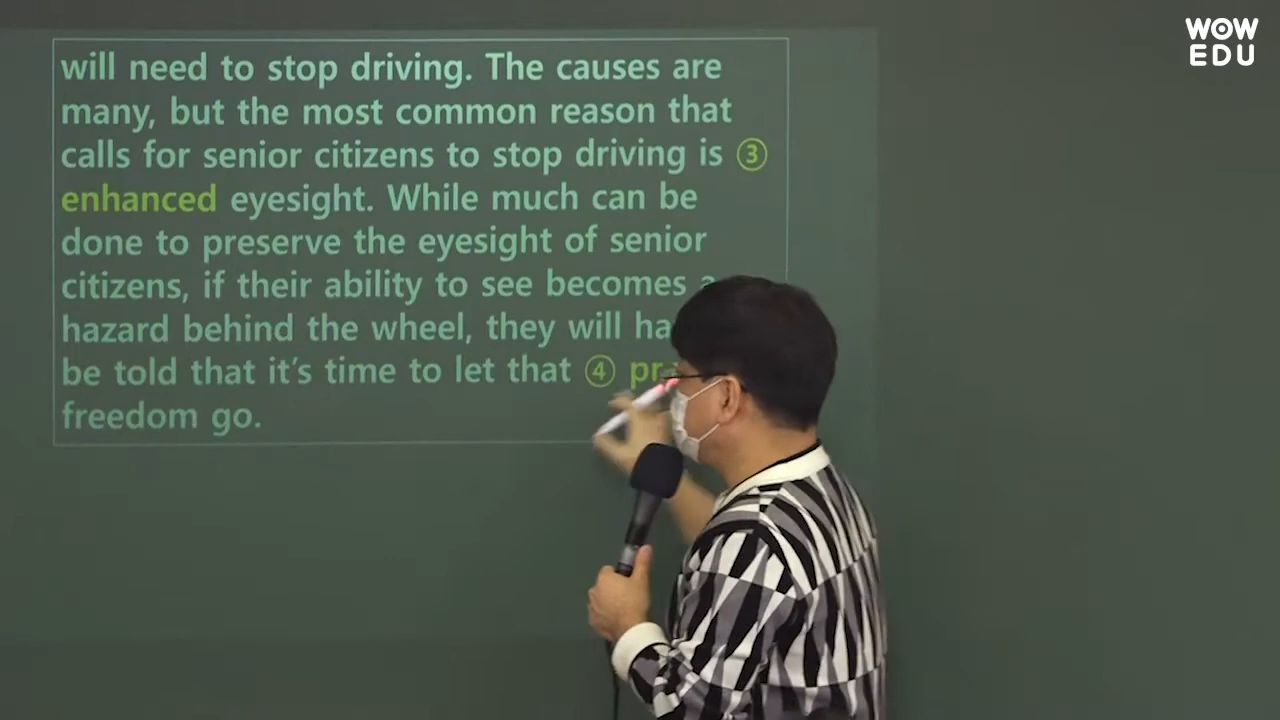 WOW
EDU
will need to stop driving. The causes are
many, but the most common reason that
calls for senior citizens to stop driving is ③
enhanced eyesight. While much can be
done to preserve the eyesight of senior
citizens, if their ability to see becomes
hazard behind the wheel, they will
be told that it's time to let that ④
freedom go.